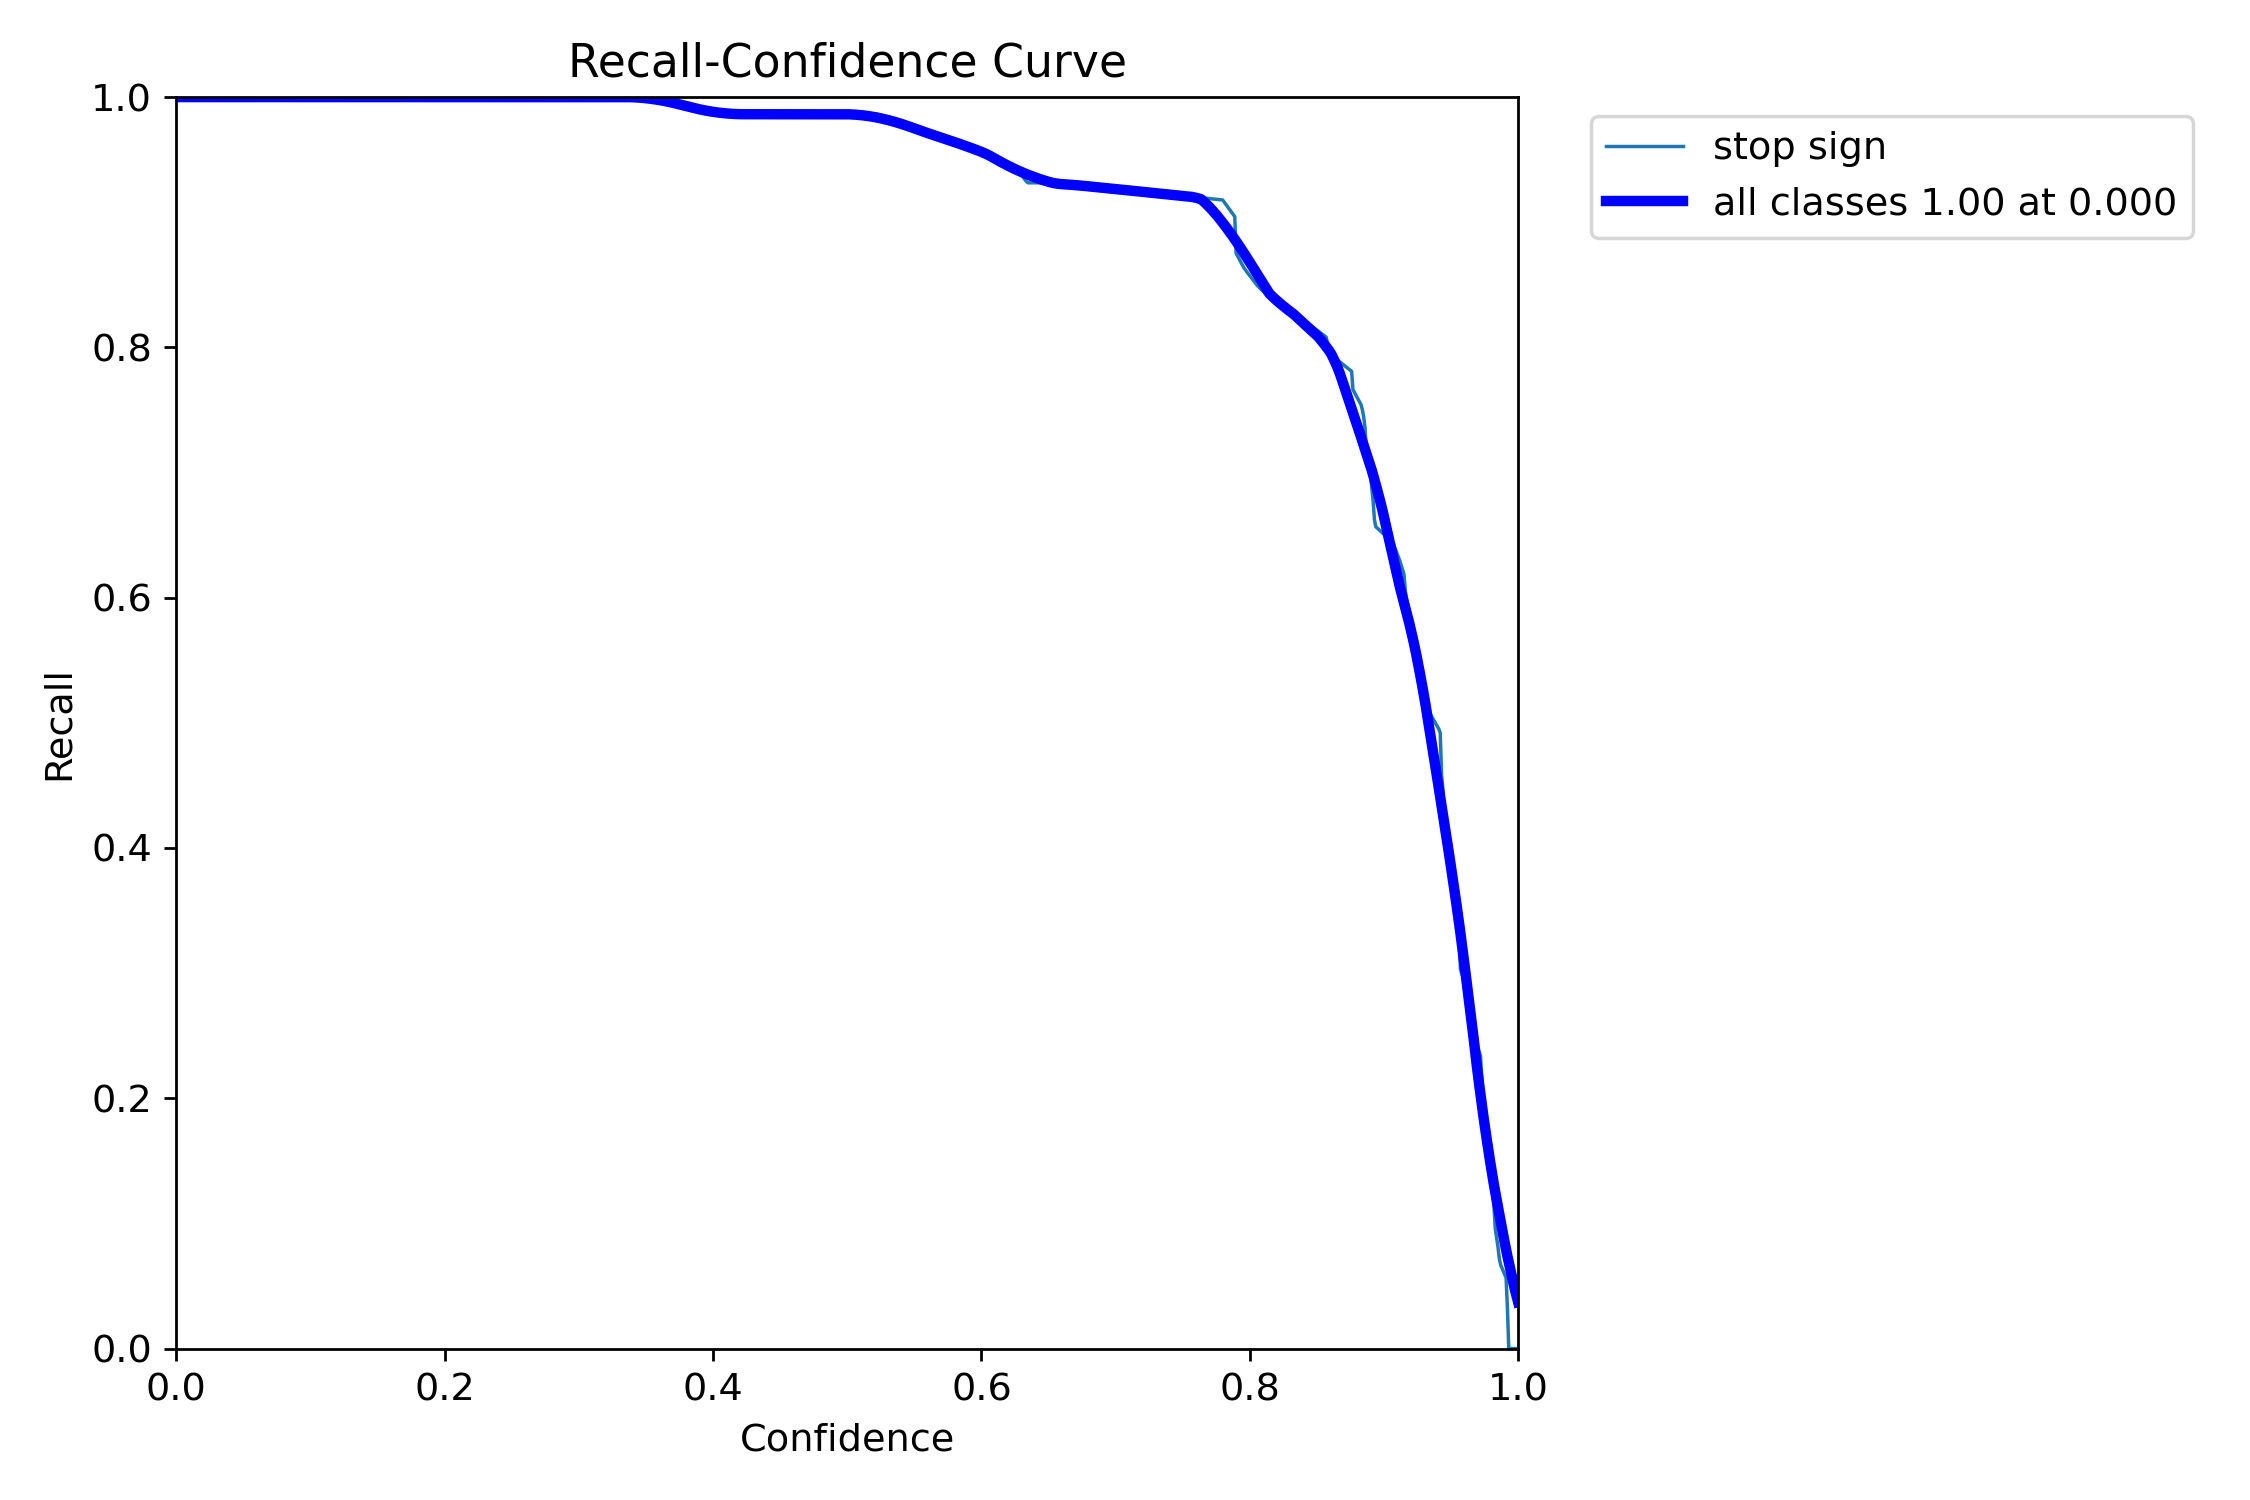 Recall-Confidence Curve
1.0
0.8
0.6
0.4
0.2
0.0
Recall
0.0 0.2 0.4 0.6 0.8 1.0
Confidence
stop sign
all classes 1.00 at 0.000